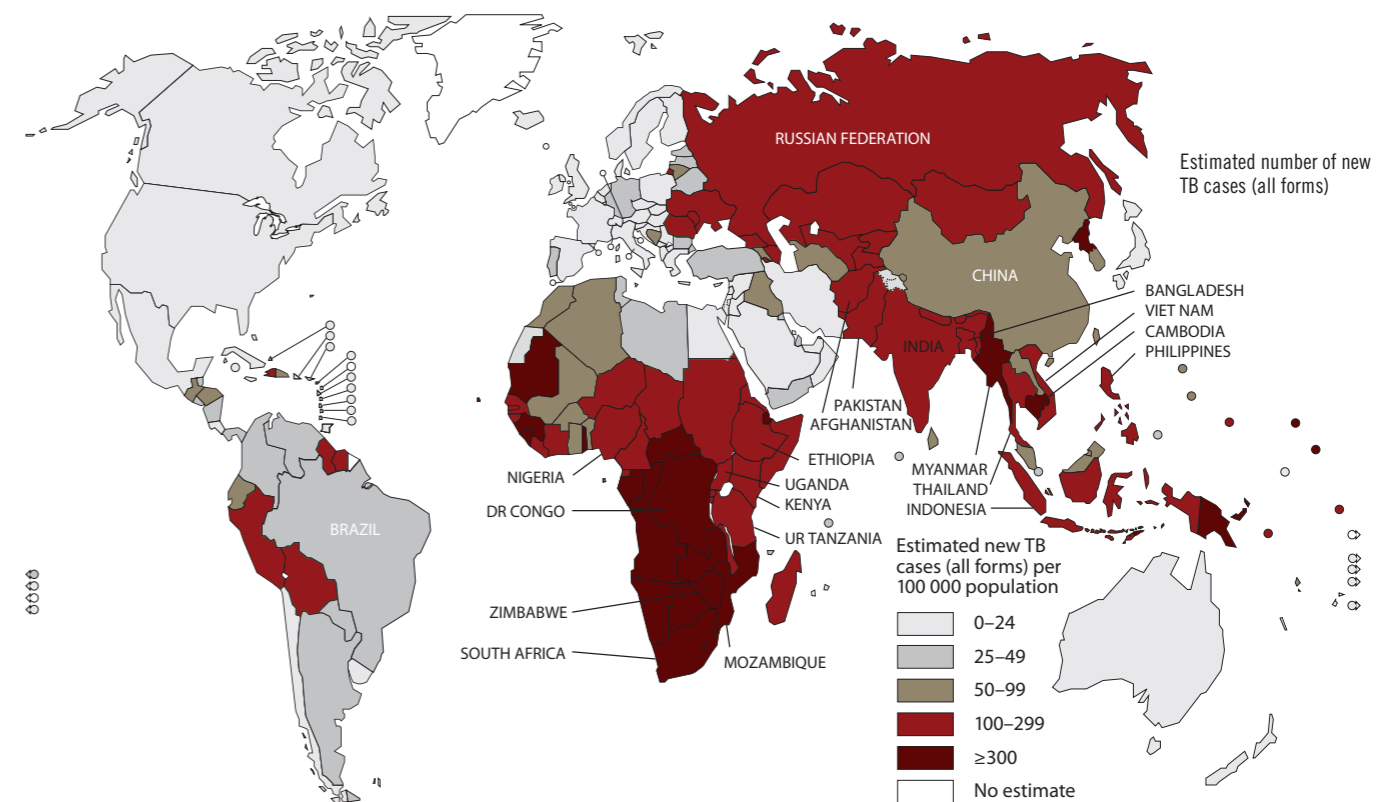 RUSSIAN FEDERATION
Estimated number of new
TB cases (all forms)
CHINA
BANGLADESH
VIET NAM
CAMBODIA
PHILIPPINES
INDIA
PAKISTAN
AFGHANISTAN
NIGERIA
ETHIOPIA
MYANMAR
UGANDA
THAILAND
KENYA
INDONESIA
DR CONGO
BRAZIL
UR TANZANIA
ZIMBABWE
SOUTH AFRICA
MOZAMBIQUE
Estimated new TB
cases (all forms) per
100 000 population
0–24
25–49
50–99
100–299
≥300
No estimate